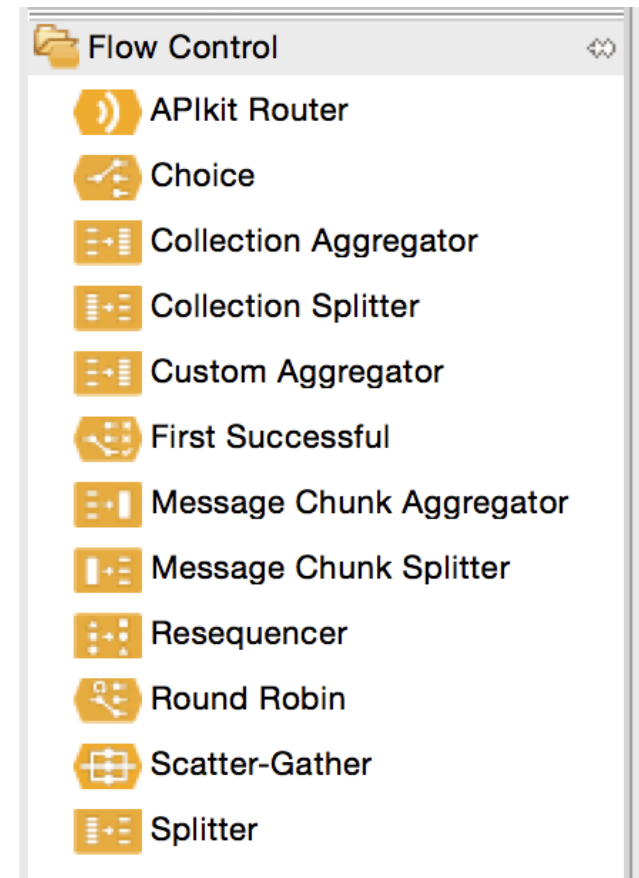 Flow Control
APIkit Router
Choice
Collection Aggregator
Collection Splitter
Custom Aggregator
First Successful
Message Chunk Aggregator
Message Chunk Splitter
Resequencer
Round Robin
Scatter-Gather
Splitter